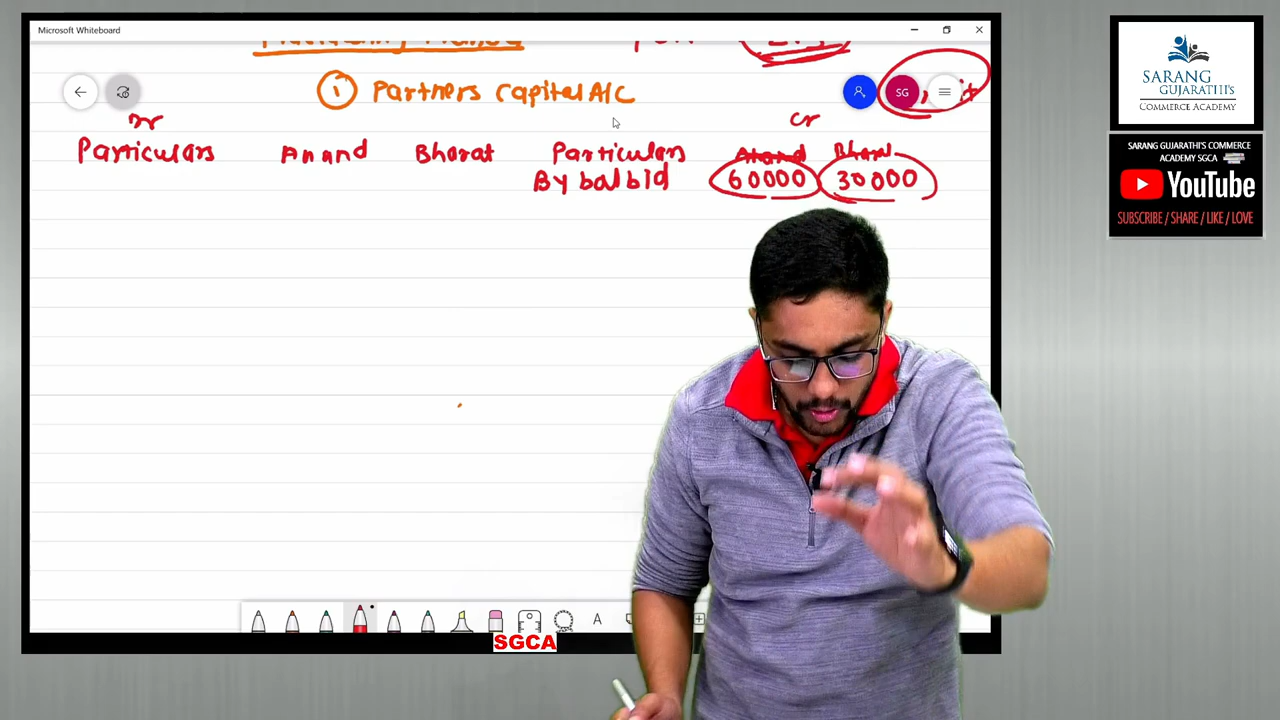 Microsoft Whiteboard
① Partners Capital A/C
SG
Dr
Cr
Particulars Anand Bharat Particulars Anand Bharat
By bal b/d 60000 30000
A
SGCA
SARANG
GUJARATHI'S
COMMERCE ACADEMY
SARANG GUJARATHI'S COMMERCE
ACADEMY SGCA
YouTube
SUBSCRIBE / SHARE / LIKE / LOVE